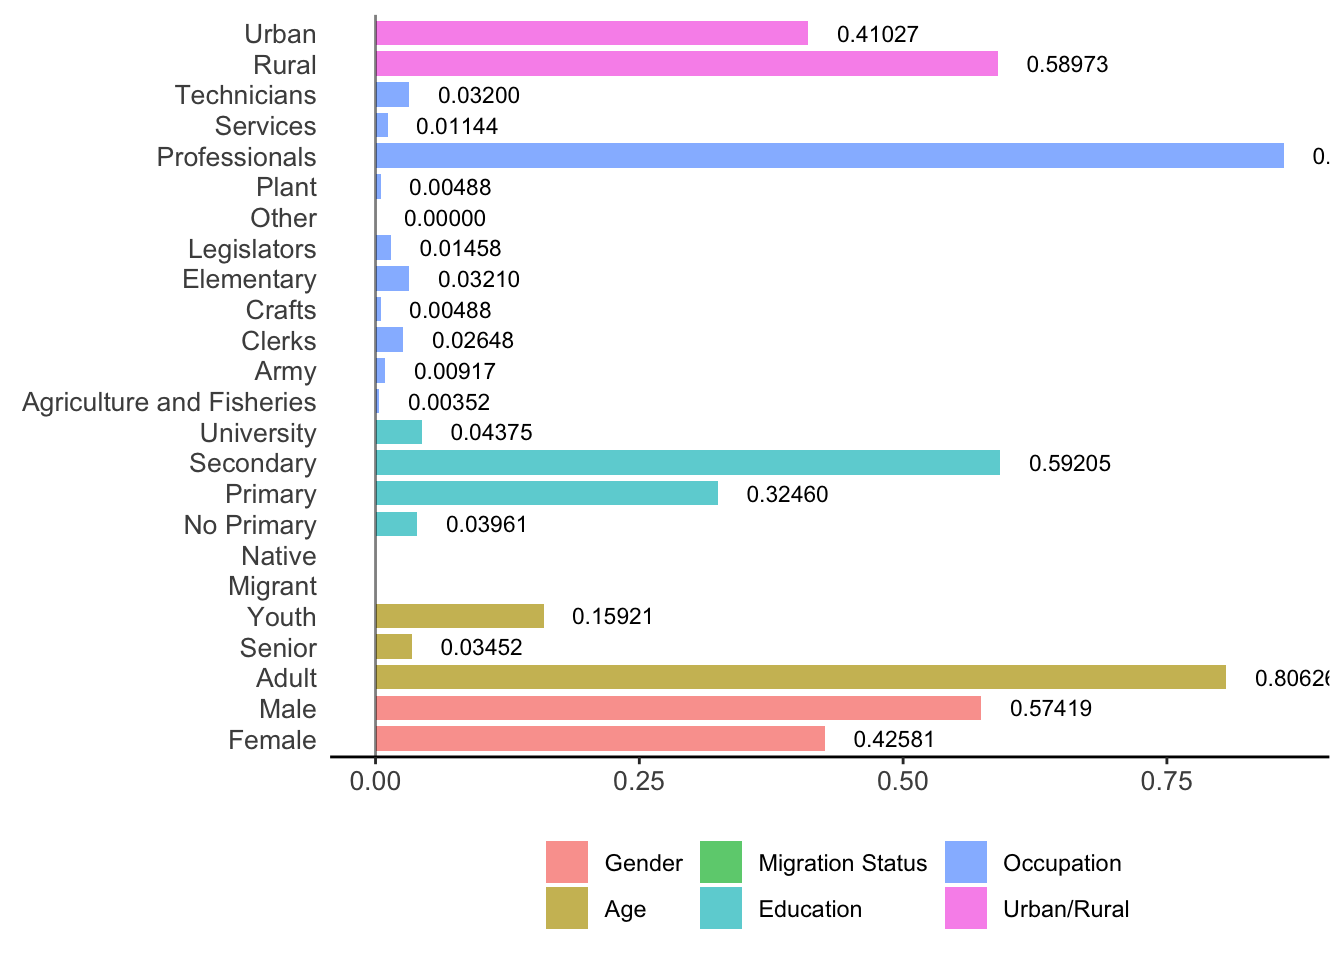 Urban 0.41027
Rural 0.58973
Technicians 0.03200
Services 0.01144
Professionals 0.
Plant 0.00488
Other 0.00000
Legislators 0.01458
Elementary 0.03210
Crafts 0.00488
Clerks 0.02648
Army 0.00917
Agriculture and Fisheries 0.00352
University 0.04375
Secondary 0.59205
Primary 0.32460
No Primary 0.03961
Native
Migrant
Youth 0.15921
Senior 0.03452
Adult 0.80626
Male 0.57419
Female 0.42581
0.00 0.25 0.50 0.75
Gender Migration Status Occupation
Age Education Urban/Rural